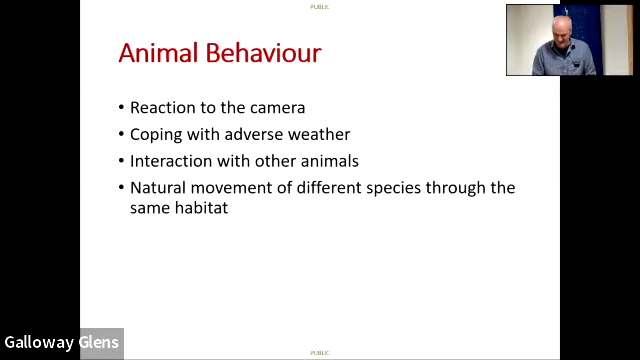 PUBLIC
Animal Behaviour
• Reaction to the camera
• Coping with adverse weather
• Interaction with other animals
• Natural movement of different species through the
same habitat
Galloway Glens
PUBLIC